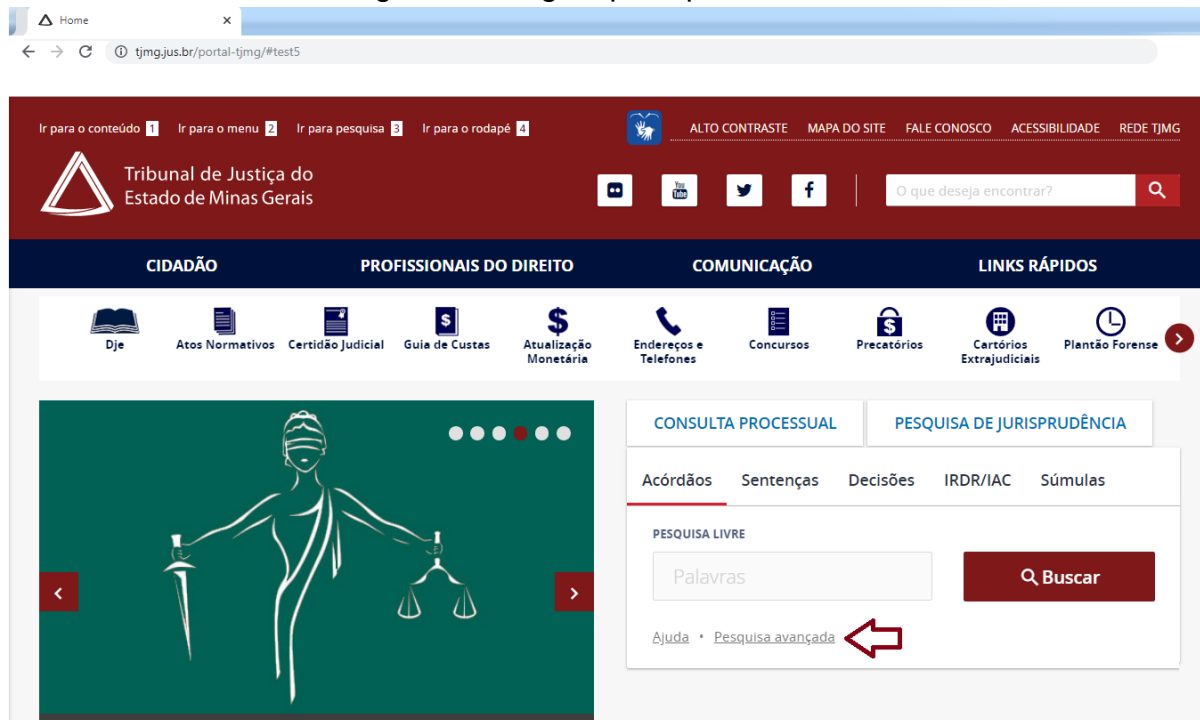 Home
tjmg.jus.br/portal-tjmg/#test5
Ir para o conteúdo 1 Ir para o menu 2 Ir para pesquisa 3 Ir para o rodapé 4 ALTO CONTRASTE MAPA DO SITE FALE CONOSCO ACESSIBILIDADE REDE TJMG
Tribunal de Justiça do
Estado de Minas Gerais
You Tube
O que deseja encontrar?
CIDADÃO PROFISSIONAIS DO DIREITO COMUNICAÇÃO LINKS RÁPIDOS
Dje
Atos Normativos
Certidão Judicial
Guia de Custas
Atualização
Monetária
Endereços e
Telefones
Concursos
Precatórios
Cartórios
Extrajudiciais
Plantão Forense
CONSULTA PROCESSUAL PESQUISA DE JURISPRUDÊNCIA
Acórdãos Sentenças Decisões IRDR/IAC Súmulas
PESQUISA LIVRE
Palavras Buscar
Ajuda • Pesquisa avançada